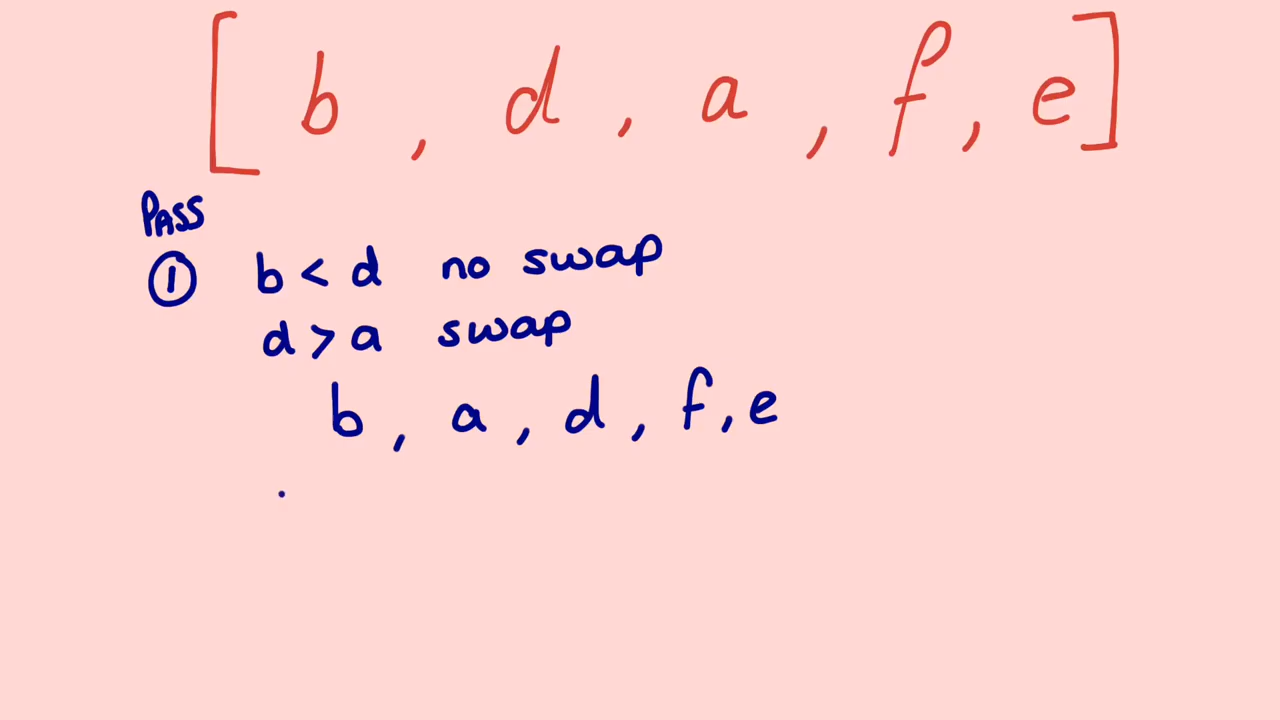 [ b , d , a , f , e ]
PASS
① b < d no swap
d > a swap
b , a , d , f , e